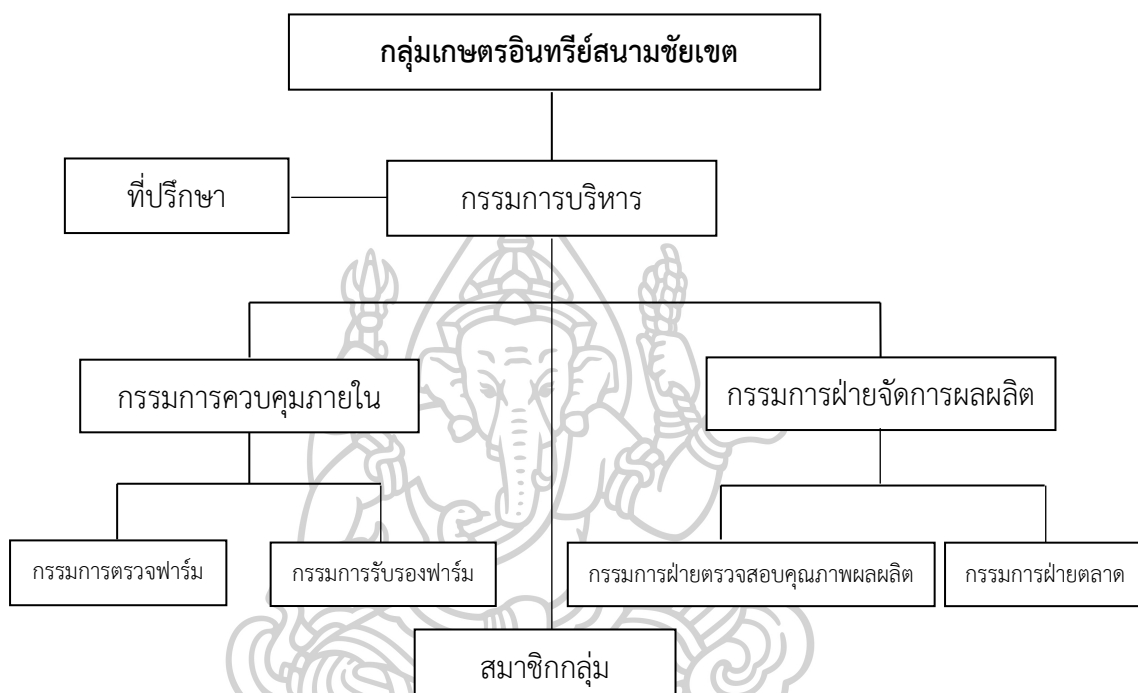 กลุ่มเกษตรอินทรีย์สนามชัยเขต
ที่ปรึกษา
กรรมการบริหาร
กรรมการควบคุมภายใน
กรรมการฝ่ายจัดการผลผลิต
กรรมการตรวจฟาร์ม
กรรมการรับรองฟาร์ม
กรรมการฝ่ายตรวจสอบคุณภาพผลผลิต
กรรมการฝ่ายตลาด
สมาชิกกลุ่ม